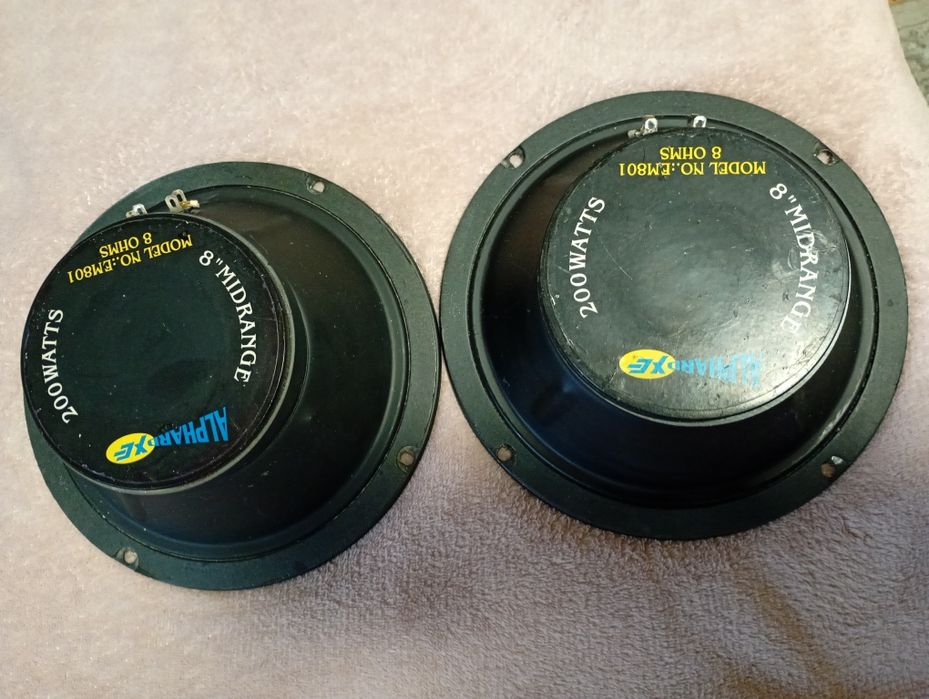 MODEL NO.:EM801
8 OHMS
200WATTS
8"MIDRANGE
ALPHARD XE
MODEL NO.:EM801
8 OHMS
200WATTS
8"MIDRANGE
ALPHARD XE